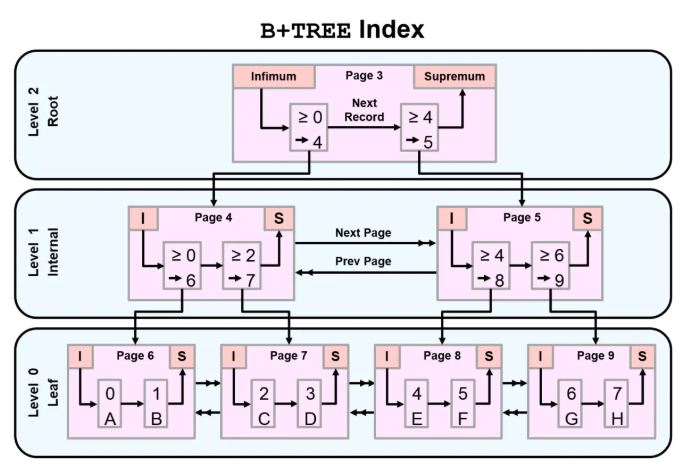 B+TREE Index
Level 2
Root
Infimum
Page 3
Supremum
Next
Record
≥ 0
4
≥ 4
5
Level 1
Internal
I
Page 4
S
≥ 0
6
≥ 2
7
Next Page
Prev Page
I
Page 5
S
≥ 4
8
≥ 6
9
Level 0
Leaf
I
Page 6
S
0
A
1
B
I
Page 7
S
2
C
3
D
I
Page 8
S
4
E
5
F
I
Page 9
S
6
G
7
H